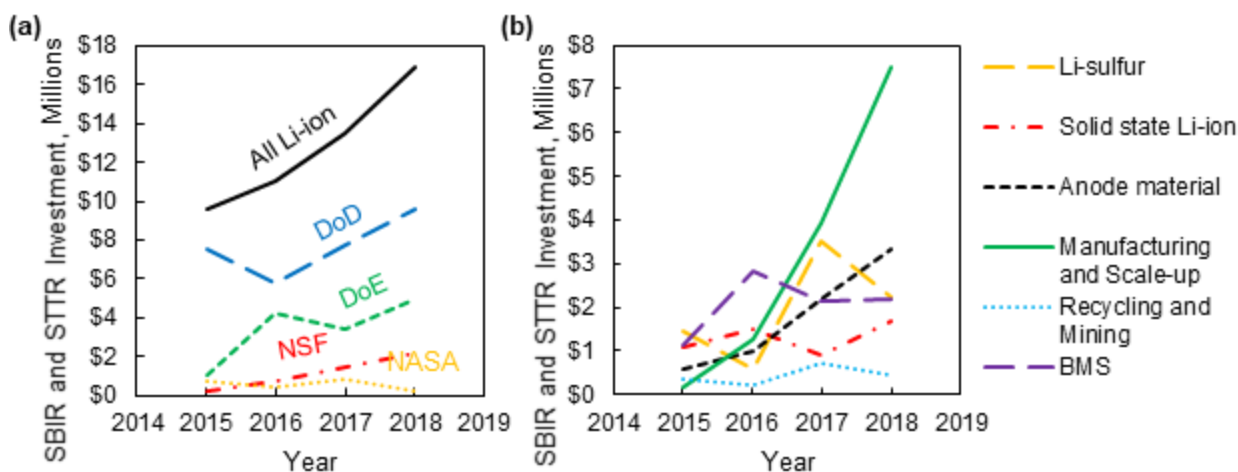 (a)
SBIR and STTR Investment, Millions
$18
$16
$14
$12
$10
$8
$6
$4
$2
$0
All Li-ion
DoD
DoE
NSF
NASA
2014 2015 2016 2017 2018 2019
Year
(b)
SBIR and STTR Investment, Millions
$8
$7
$6
$5
$4
$3
$2
$1
$0
2014 2015 2016 2017 2018 2019
Year
Li-sulfur
Solid state Li-ion
Anode material
Manufacturing
and Scale-up
Recycling and
Mining
BMS